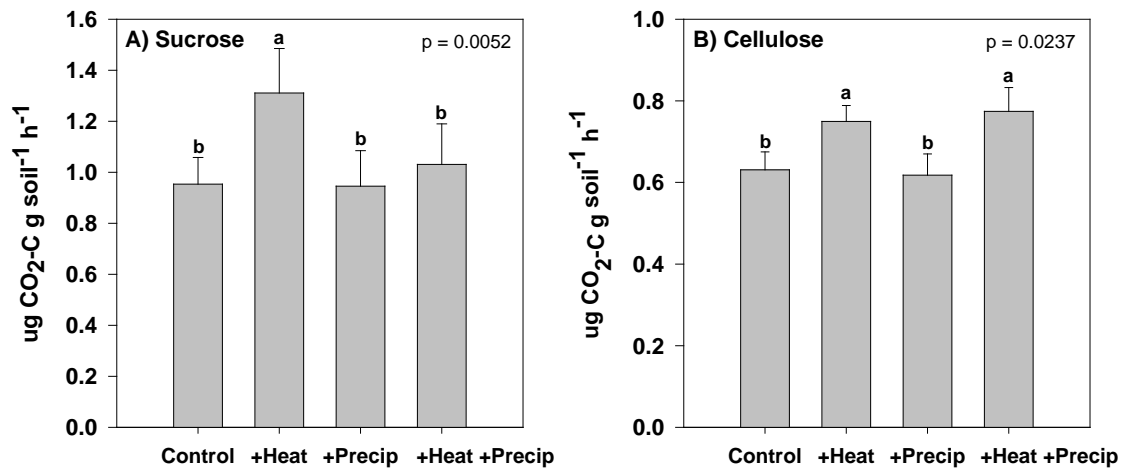 A) Sucrose
p = 0.0052
ug CO2-C g soil-1 h-1
1.6
1.4
1.2
1.0
0.8
0.6
0.4
0.2
0.0
a
b
b
b
Control +Heat +Precip +Heat +Precip
B) Cellulose
p = 0.0237
ug CO2-C g soil-1 h-1
1.0
0.8
0.6
0.4
0.2
0.0
b
a
b
a
Control +Heat +Precip +Heat +Precip